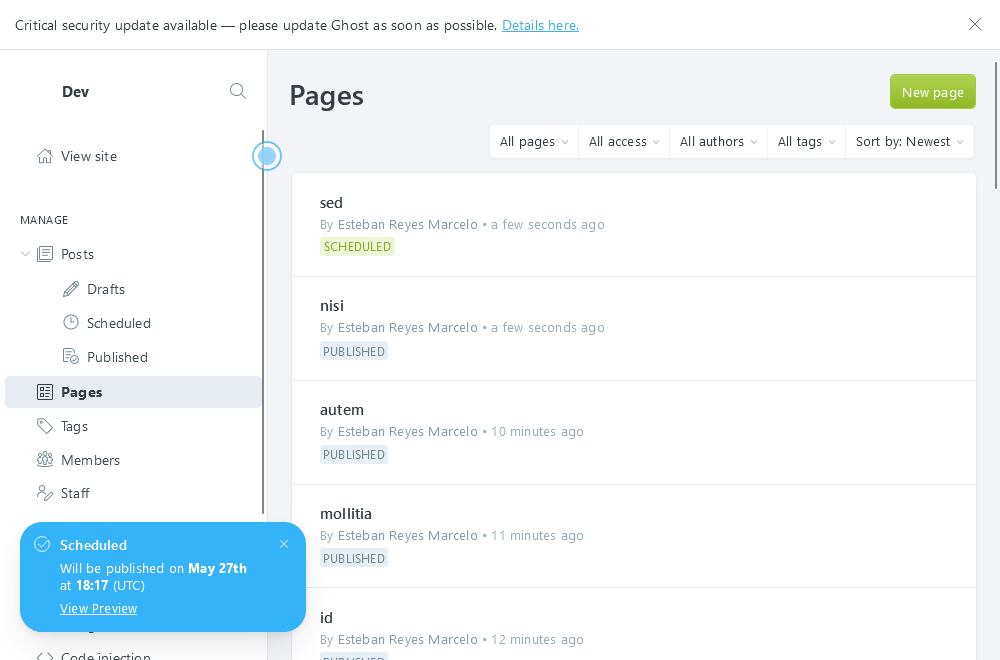 Critical security update available — please update Ghost as soon as possible. Details here.
Dev
View site
MANAGE
Posts
Drafts
Scheduled
Published
Pages
Tags
Members
Staff
Scheduled
Will be published on May 27th
at 18:17 (UTC)
View Preview
Code injection
Pages
New page
All pages
All access
All authors
All tags
Sort by: Newest
sed
By Esteban Reyes Marcelo • a few seconds ago
SCHEDULED
nisi
By Esteban Reyes Marcelo • a few seconds ago
PUBLISHED
autem
By Esteban Reyes Marcelo • 10 minutes ago
PUBLISHED
mollitia
By Esteban Reyes Marcelo • 11 minutes ago
PUBLISHED
id
By Esteban Reyes Marcelo • 12 minutes ago
PUBLISHED